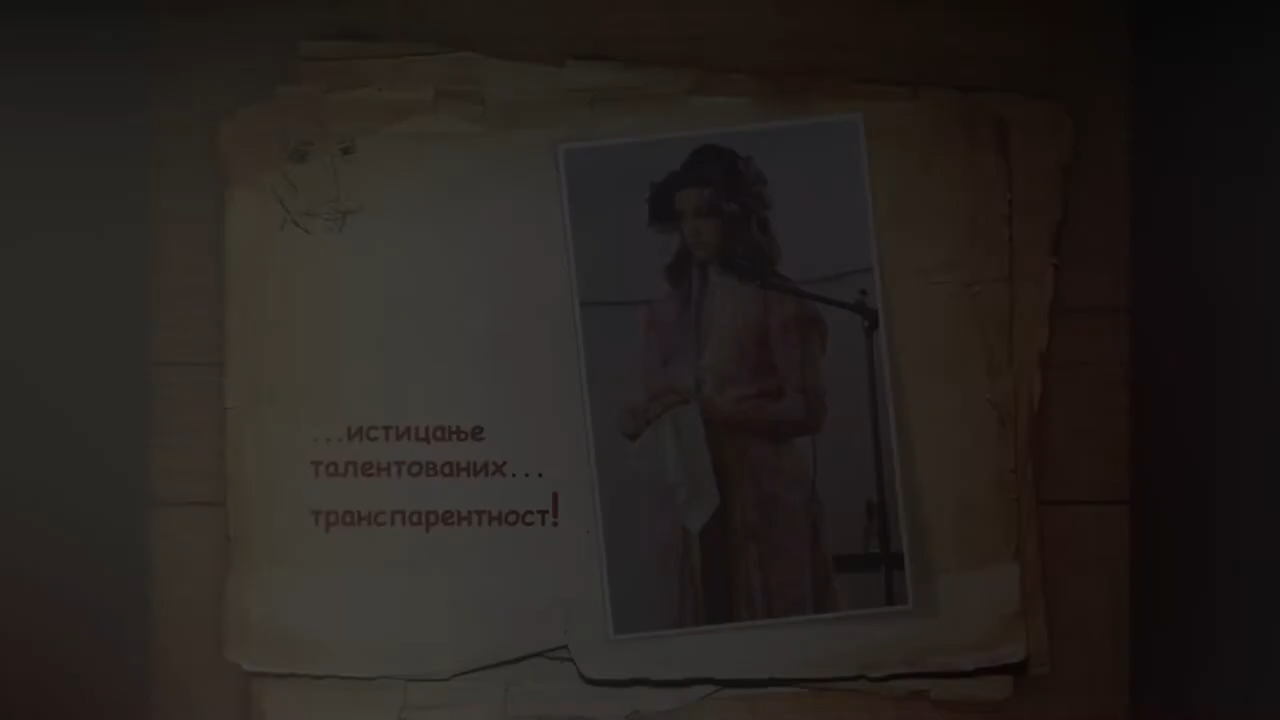 ...истицање
талентованих...
транспарентност!